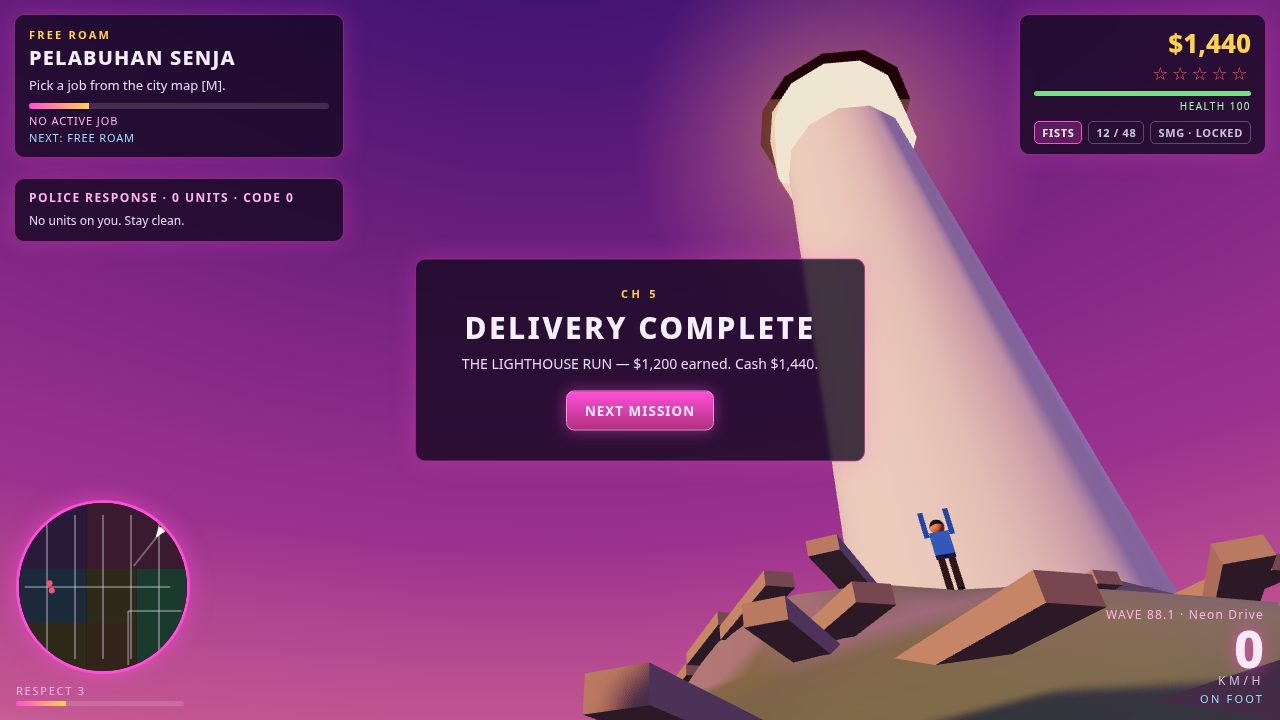 FREE ROAM
PELABUHAN SENJA
Pick a job from the city map [M].
NO ACTIVE JOB
NEXT: FREE ROAM
POLICE RESPONSE · 0 UNITS · CODE 0
No units on you. Stay clean.
$1,440
☆☆☆☆☆
HEALTH 100
FISTS
12 / 48
SMG · LOCKED
CH 5
DELIVERY COMPLETE
THE LIGHTHOUSE RUN — $1,200 earned. Cash $1,440.
NEXT MISSION
RESPECT 3
WAVE 88.1 · Neon Drive
0
KM/H
ON FOOT